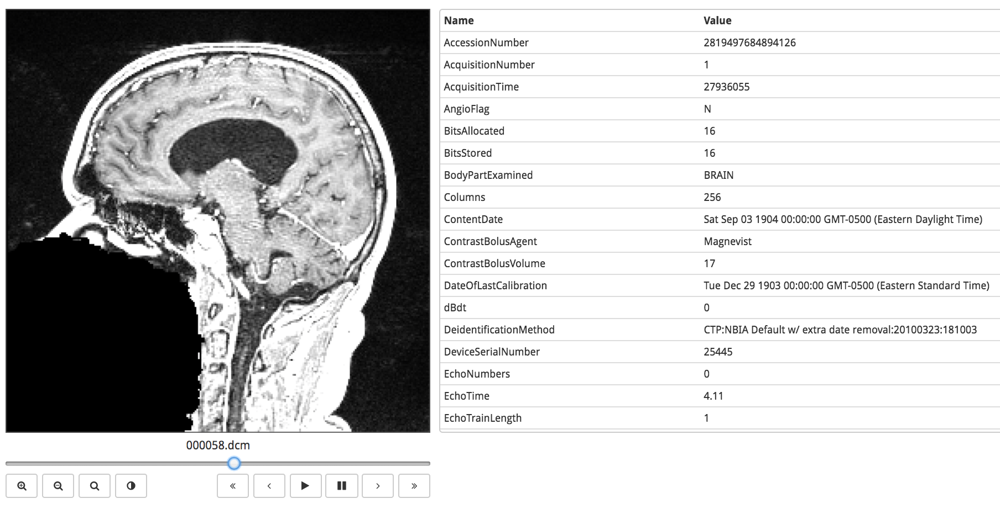 Name Value
AccessionNumber 2819497684894126
AcquisitionNumber 1
AcquisitionTime 27936055
AngioFlag N
BitsAllocated 16
BitsStored 16
BodyPartExamined BRAIN
Columns 256
ContentDate Sat Sep 03 1904 00:00:00 GMT-0500 (Eastern Daylight Time)
ContrastBolusAgent Magnevist
ContrastBolusVolume 17
DateOfLastCalibration Tue Dec 29 1903 00:00:00 GMT-0500 (Eastern Standard Time)
dBdt 0
DeidentificationMethod CTP:NBIA Default w/ extra date removal:20100323:181003
DeviceSerialNumber 25445
EchoNumbers 0
EchoTime 4.11
EchoTrainLength 1
000058.dcm